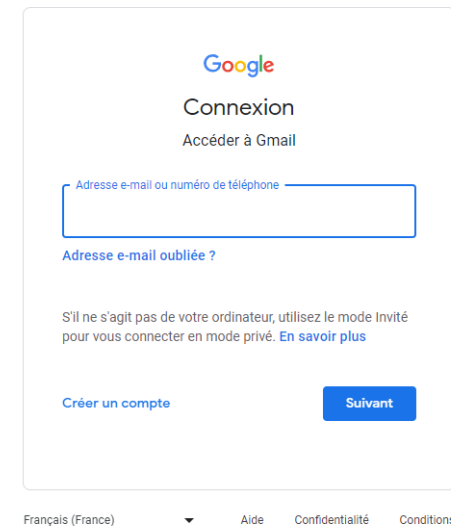 Google
Connexion
Accéder à Gmail
Adresse e-mail ou numéro de téléphone
Adresse e-mail oubliée ?
S'il ne s'agit pas de votre ordinateur, utilisez le mode Invité
pour vous connecter en mode privé. En savoir plus
Créer un compte Suivant
Français (France) Aide Confidentialité Conditions